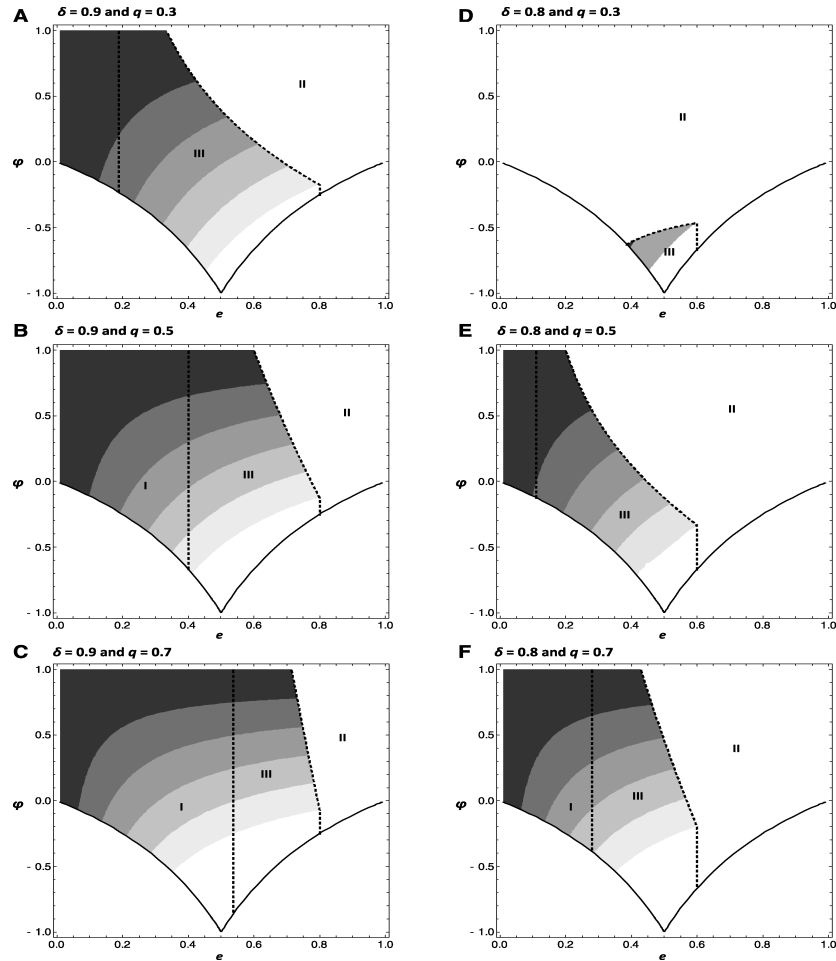 A
δ = 0.9 and q = 0.3
1.0
0.5
0.0
- 0.5
- 1.0
φ
II
III
0.0 0.2 0.4 0.6 0.8 1.0
e
D
δ = 0.8 and q = 0.3
1.0
0.5
0.0
- 0.5
- 1.0
φ
II
III
0.0 0.2 0.4 0.6 0.8 1.0
e
B
δ = 0.9 and q = 0.5
1.0
0.5
0.0
- 0.5
- 1.0
φ
II
I
III
0.0 0.2 0.4 0.6 0.8 1.0
e
E
δ = 0.8 and q = 0.5
1.0
0.5
0.0
- 0.5
- 1.0
φ
II
III
0.0 0.2 0.4 0.6 0.8 1.0
e
C
δ = 0.9 and q = 0.7
1.0
0.5
0.0
- 0.5
- 1.0
φ
II
III
I
0.0 0.2 0.4 0.6 0.8 1.0
e
F
δ = 0.8 and q = 0.7
1.0
0.5
0.0
- 0.5
- 1.0
φ
II
III
I
0.0 0.2 0.4 0.6 0.8 1.0
e